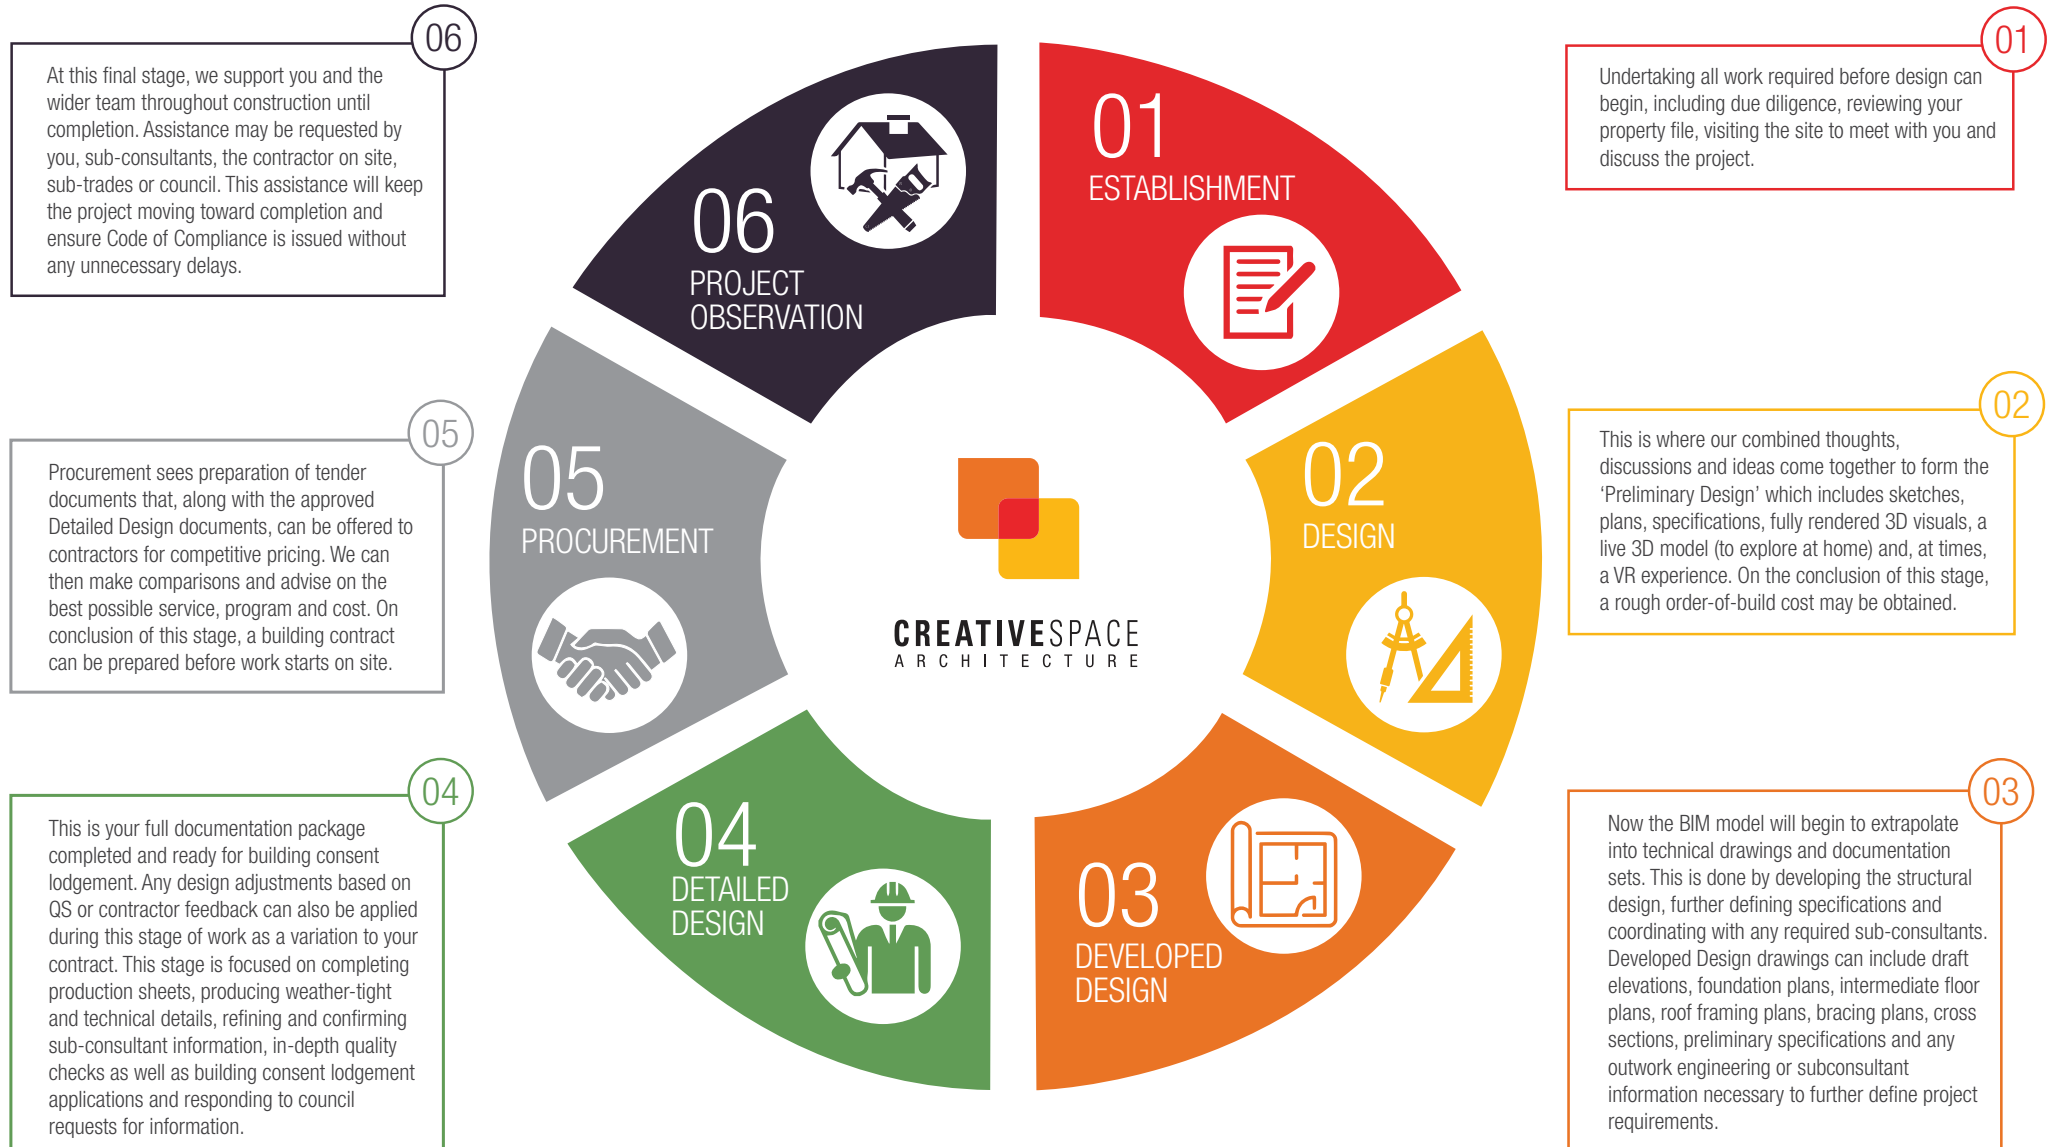 01
ESTABLISHMENT
01
Undertaking all work required before design can
begin, including due diligence, reviewing your
property file, visiting the site to meet with you and
discuss the project.
02
DESIGN
02
This is where our combined thoughts,
discussions and ideas come together to form the
‘Preliminary Design’ which includes sketches,
plans, specifications, fully rendered 3D visuals, a
live 3D model (to explore at home) and, at times,
a VR experience. On the conclusion of this stage,
a rough order-of-build cost may be obtained.
03
DEVELOPED
DESIGN
03
Now the BIM model will begin to extrapolate
into technical drawings and documentation
sets. This is done by developing the structural
design, further defining specifications and
coordinating with any required sub-consultants.
Developed Design drawings can include draft
elevations, foundation plans, intermediate floor
plans, roof framing plans, bracing plans, cross
sections, preliminary specifications and any
outwork engineering or subconsultant
information necessary to further define project
requirements.
04
DETAILED
DESIGN
04
This is your full documentation package
completed and ready for building consent
lodgement. Any design adjustments based on
QS or contractor feedback can also be applied
during this stage of work as a variation to your
contract. This stage is focused on completing
production sheets, producing weather-tight
and technical details, refining and confirming
sub-consultant information, in-depth quality
checks as well as building consent lodgement
applications and responding to council
requests for information.
05
PROCUREMENT
05
Procurement sees preparation of tender
documents that, along with the approved
Detailed Design documents, can be offered to
contractors for competitive pricing. We can
then make comparisons and advise on the
best possible service, program and cost. On
conclusion of this stage, a building contract
can be prepared before work starts on site.
06
PROJECT
OBSERVATION
06
At this final stage, we support you and the
wider team throughout construction until
completion. Assistance may be requested by
you, sub-consultants, the contractor on site,
sub-trades or council. This assistance will keep
the project moving toward completion and
ensure Code of Compliance is issued without
any unnecessary delays.
CREATIVESPACE
ARCHITECTURE